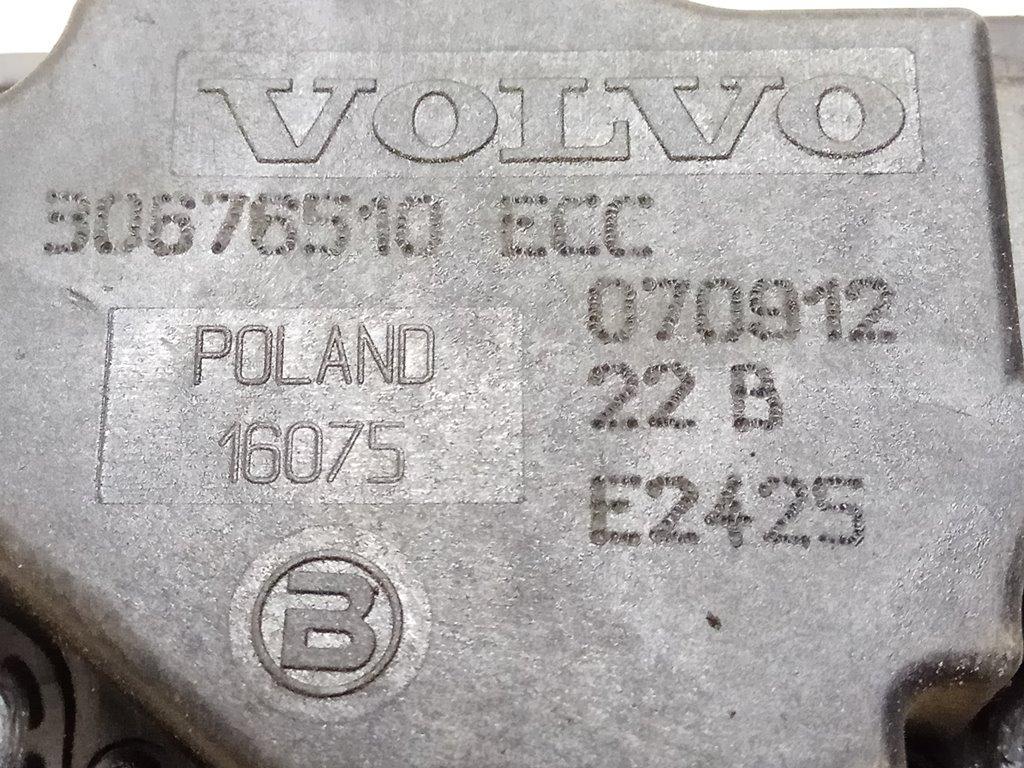 VOLVO
30676510 ECC
070912
22 B
E2425
POLAND
16075
B